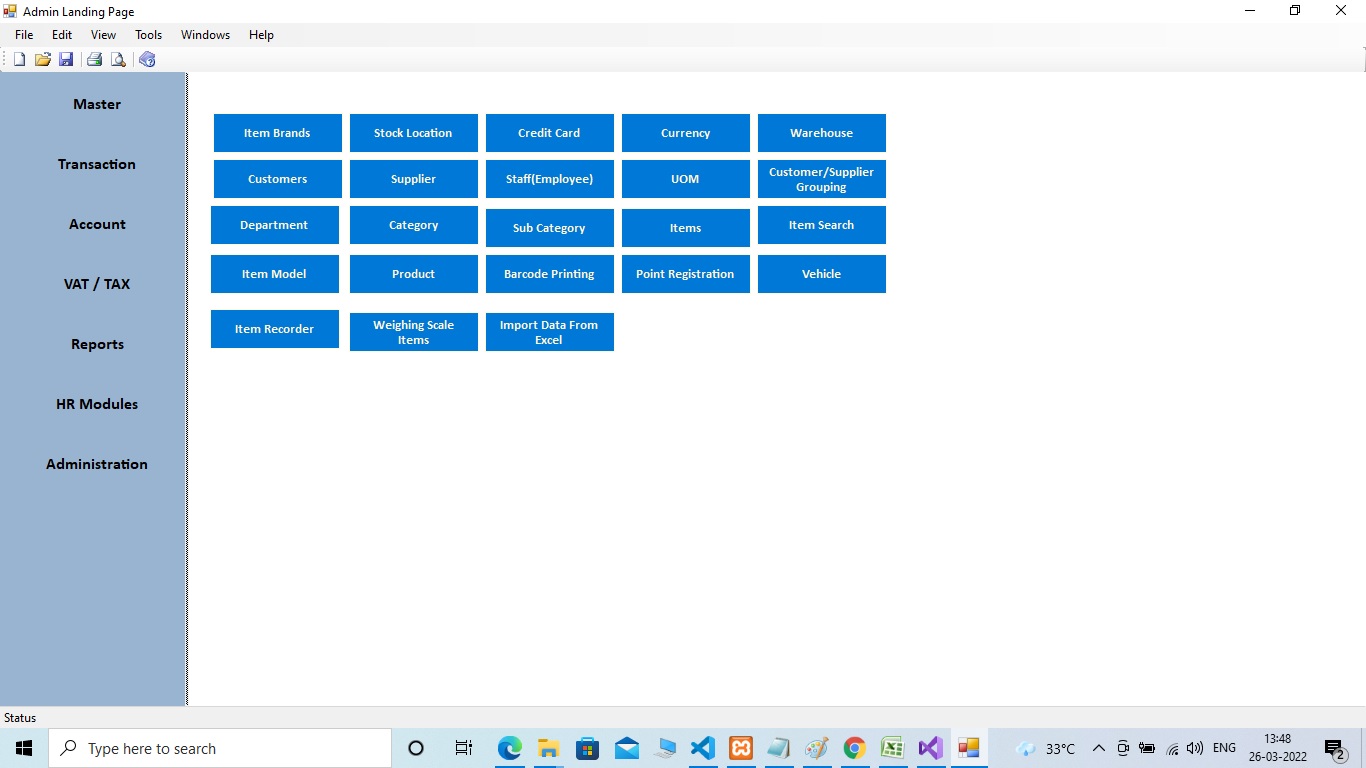 Admin Landing Page
File Edit View Tools Windows Help
Master
Transaction
Account
VAT / TAX
Reports
HR Modules
Administration
Item Brands Stock Location Credit Card Currency Warehouse
Customers Supplier Staff(Employee) UOM Customer/Supplier
Grouping
Department Category Sub Category Items Item Search
Item Model Product Barcode Printing Point Registration Vehicle
Item Recorder Weighing Scale Import Data From
Items Excel
Status
Type here to search
33°C ENG 13:48
26-03-2022
2